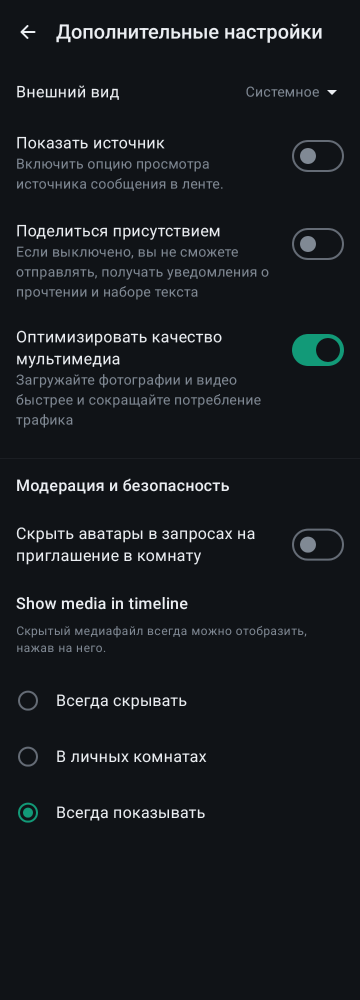 Дополнительные настройки
Внешний вид
Системное
Показать источник
Включить опцию просмотра
источника сообщения в ленте.
Поделиться присутствием
Если выключено, вы не сможете
отправлять, получать уведомления о
прочтении и наборе текста
Оптимизировать качество
мультимедиа
Загружайте фотографии и видео
быстрее и сокращайте потребление
трафика
Модерация и безопасность
Скрыть аватары в запросах на
приглашение в комнату
Show media in timeline
Скрытый медиафайл всегда можно отобразить,
нажав на него.
Всегда скрывать
В личных комнатах
Всегда показывать